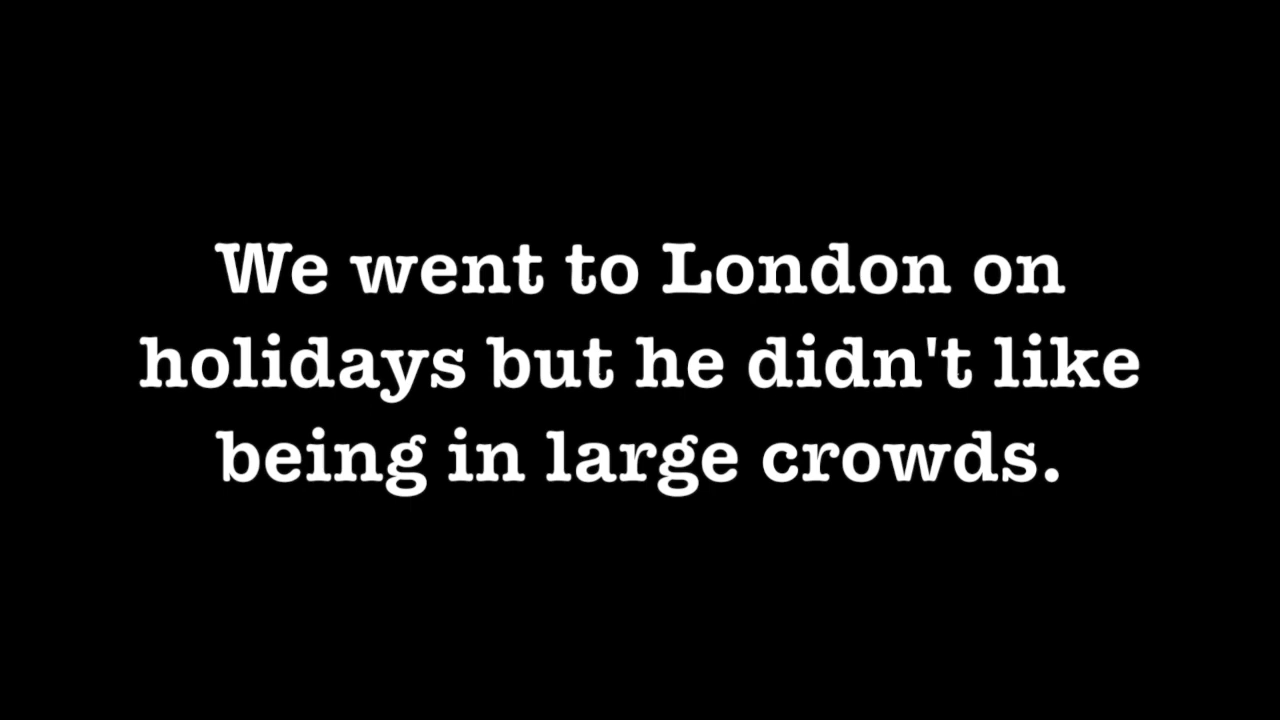 We went to London on
holidays but he didn't like
being in large crowds.